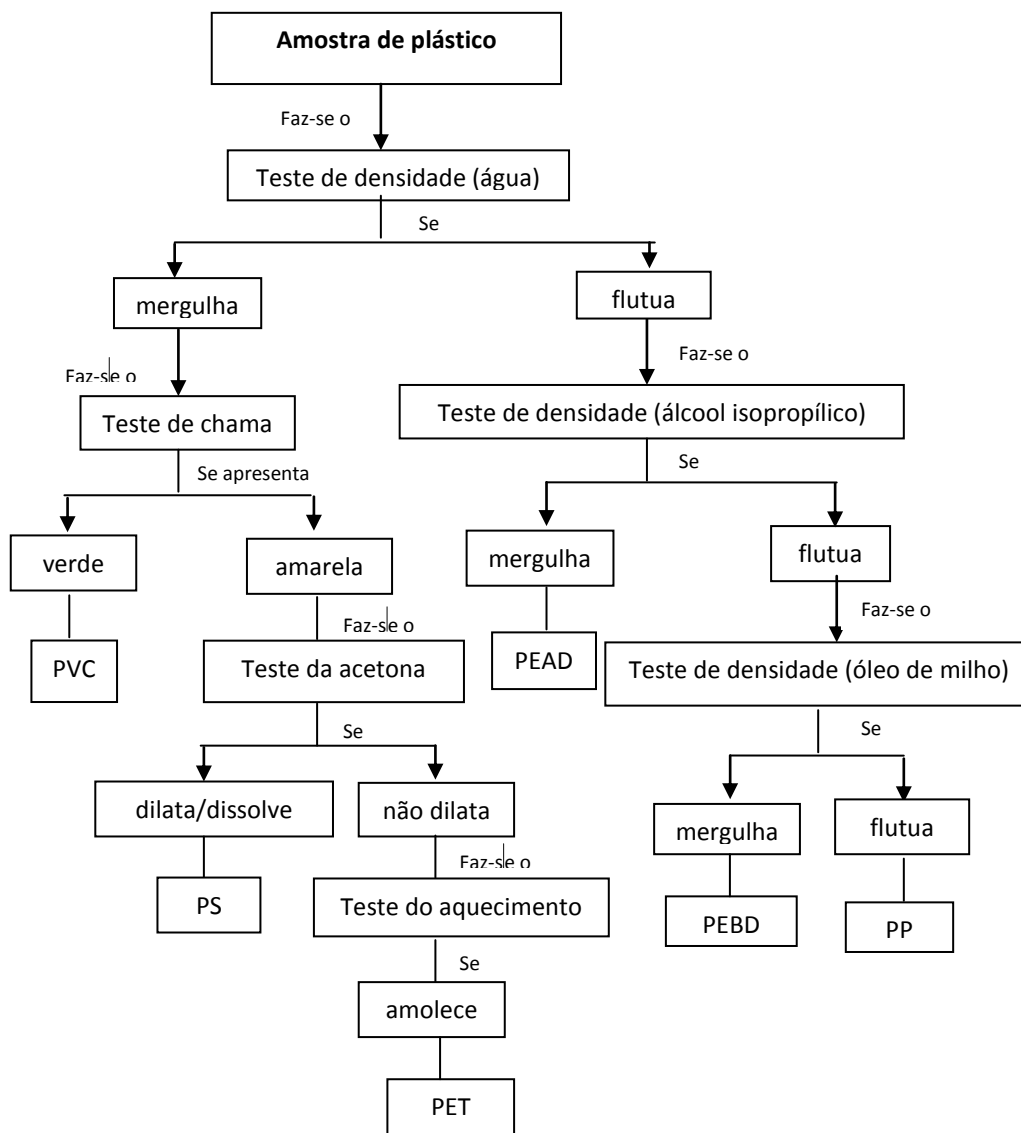 Amostra de plástico
Faz-se o
Teste de densidade (água)
Se
mergulha
flutua
Faz-se o
Faz-se o
Teste de chama
Teste de densidade (álcool isopropílico)
Se apresenta
Se
verde
amarela
mergulha
flutua
Faz-se o
Faz-se o
PVC
Teste da acetona
PEAD
Teste de densidade (óleo de milho)
Se
Se
dilata/dissolve
não dilata
mergulha
flutua
Faz-se o
PS
Teste do aquecimento
PEBD
PP
Se
amolece
PET